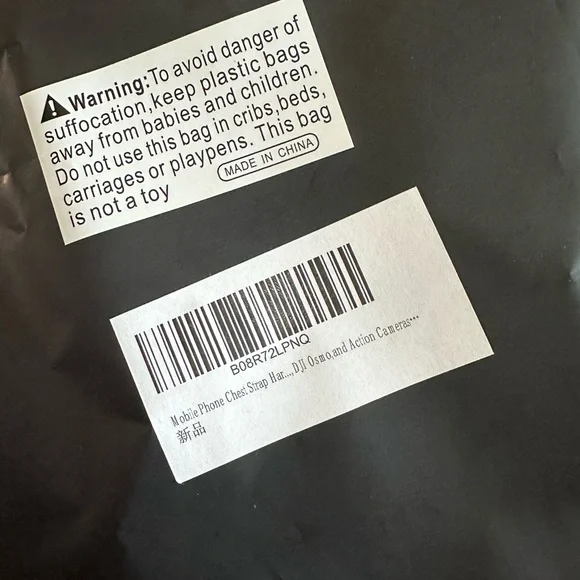 Warning:To avoid danger of
suffocation,keep plastic bags
away from babies and children.
Do not use this bag in cribs,beds,
carriages or playpens. This bag
is not a toy
MADE IN CHINA
B08R72LPNQ
Mobile Phone Chest Strap Har...,DJI Osmo,and Action Cameras…
新品